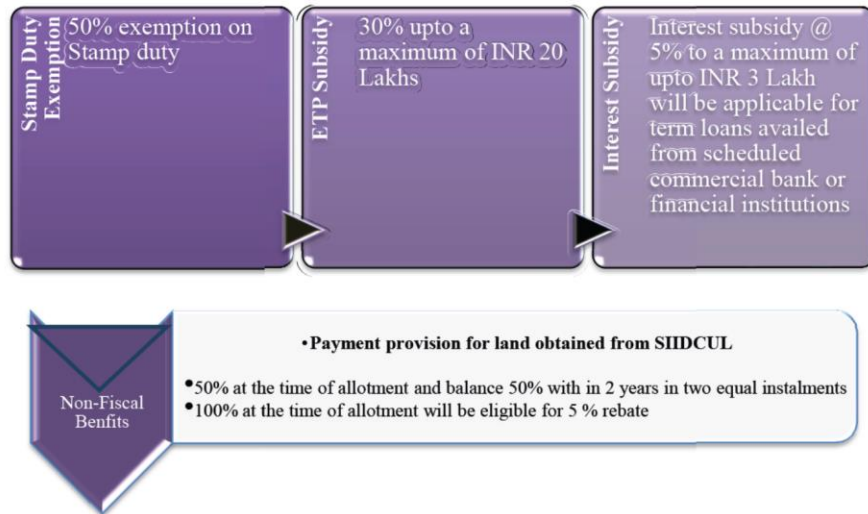 Stamp Duty
Exemption
50% exemption on
Stamp duty
ETP Subsidy
30% upto a
maximum of INR 20
Lakhs
Interest Subsidy
Interest subsidy @
5% to a maximum of
upto INR 3 Lakh
will be applicable for
term loans availed
from scheduled
commercial bank or
financial institutions
Non-Fiscal
Benfits
•Payment provision for land obtained from SIIDCUL
•50% at the time of allotment and balance 50% with in 2 years in two equal instalments
•100% at the time of allotment will be eligible for 5 % rebate